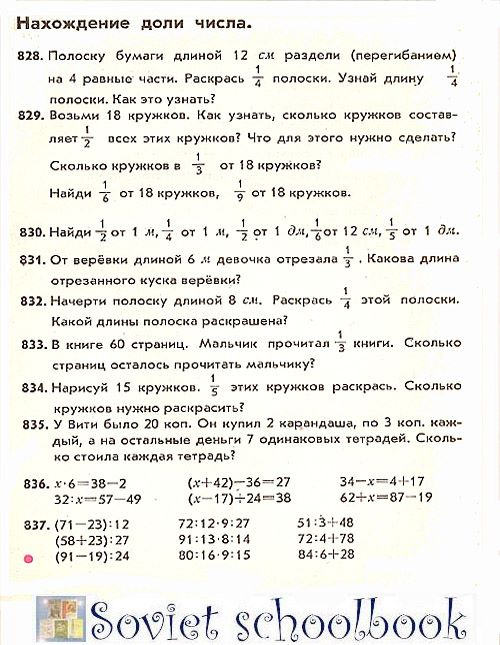 Нахождение доли числа.
828. Полоску бумаги длиной 12 см раздели (перегибанием)
на 4 равные части. Раскрась 1/4 полоски. Узнай длину 1/4
полоски. Как это узнать?
829. Возьми 18 кружков. Как узнать, сколько кружков состав-
ляет 1/2 всех этих кружков? Что для этого нужно сделать?
Сколько кружков в 1/3 от 18 кружков?
Найди 1/6 от 18 кружков, 1/9 от 18 кружков.
830. Найди 1/2 от 1 м, 1/4 от 1 м, 1/2 от 1 дм, 1/6 от 12 см, 1/5 от 1 дм.
831. От верёвки длиной 6 м девочка отрезала 1/3. Какова длина
отрезанного куска верёвки?
832. Начерти полоску длиной 8 см. Раскрась 1/4 этой полоски.
Какой длины полоска раскрашена?
833. В книге 60 страниц. Мальчик прочитал 1/3 книги. Сколько
страниц осталось прочитать мальчику?
834. Нарисуй 15 кружков. 1/5 этих кружков раскрась. Сколько
кружков нужно раскрасить?
835. У Вити было 20 коп. Он купил 2 карандаша, по 3 коп. каж-
дый, а на остальные деньги 7 одинаковых тетрадей. Сколь-
ко стоила каждая тетрадь?
836. x·6=38−2 (x+42)−36=27 34−x=4+17
32:x=57−49 (x−17)+24=38 62+x=87−19
837. (71−23):12 72:12·9:27 51:3+48
(58+23):27 91:13·8:14 72:4+78
(91−19):24 80:16·9:15 84:6+28
Soviet schoolbook